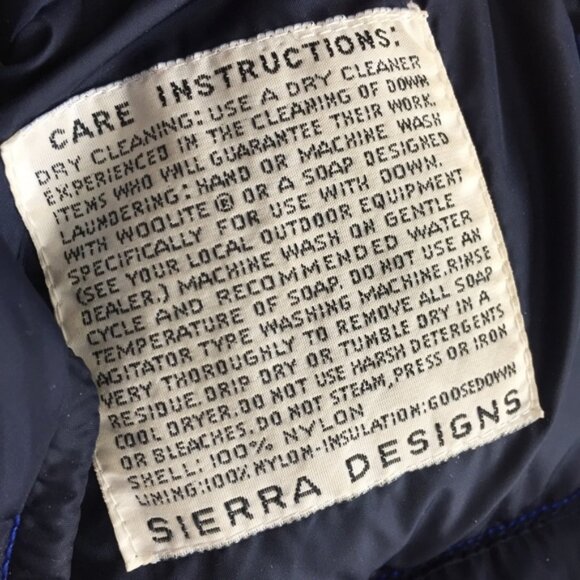 CARE INSTRUCTIONS:
DRY CLEANING: USE A DRY CLEANER
EXPERIENCED IN THE CLEANING OF DOWN
ITEMS WHO WILL GUARANTEE THEIR WORK.
LAUNDERING: HAND OR MACHINE WASH
WITH WOOLITE ® OR A SOAP DESIGNED
SPECIFICALLY FOR USE WITH DOWN.
(SEE YOUR LOCAL OUTDOOR EQUIPMENT
DEALER.) MACHINE WASH ON GENTLE
CYCLE AND RECOMMENDED WATER
TEMPERATURE OF SOAP. DO NOT USE AN
AGITATOR TYPE WASHING MACHINE. RINSE
VERY THOROUGHLY TO REMOVE ALL SOAP
RESIDUE. DRIP DRY OR TUMBLE DRY IN A
COOL DRYER. DO NOT USE HARSH DETERGENTS
OR BLEACHES. DO NOT STEAM, PRESS OR IRON
SHELL: 100% NYLON
LINING: 100% NYLON-INSULATION: GOOSEDOWN
SIERRA DESIGNS